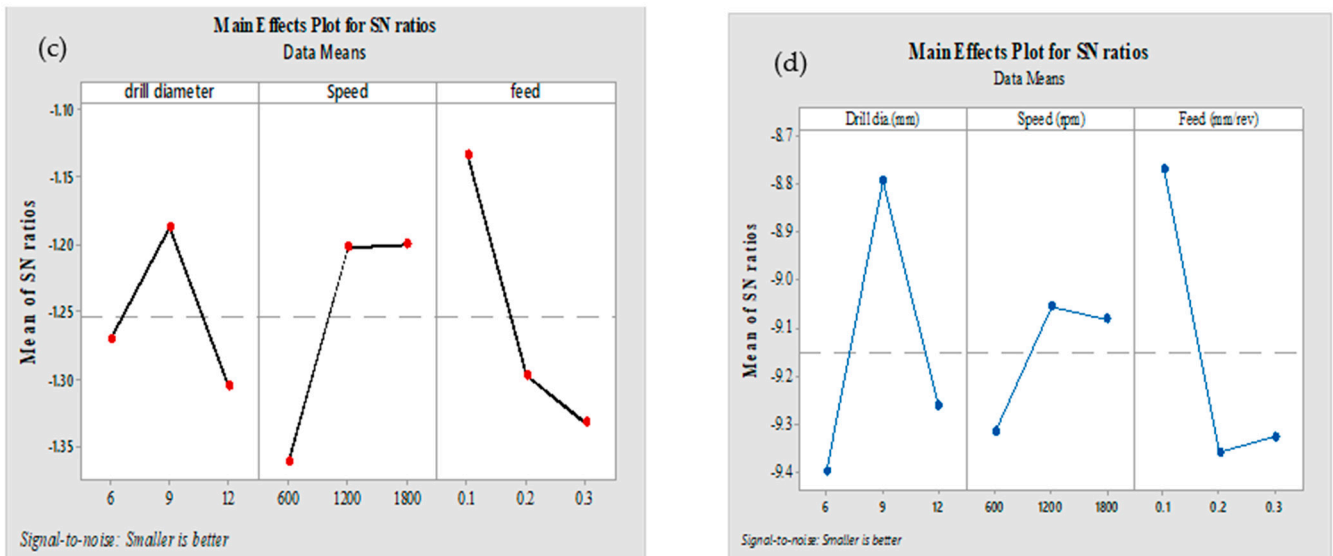 (c)
Main Effects Plot for SN ratios
Data Means
drill diameter Speed feed
Mean of SN ratios
-1.10
-1.15
-1.20
-1.25
-1.30
-1.35
6 9 12 600 1200 1800 0.1 0.2 0.3
Signal-to-noise: Smaller is better
(d)
Main Effects Plot for SN ratios
Data Means
Drill dia.(mm) Speed (rpm) Feed (mm/rev)
Mean of SN ratios
-8.7
-8.8
-8.9
-9.0
-9.1
-9.2
-9.3
-9.4
6 9 12 600 1200 1800 0.1 0.2 0.3
Signal-to-noise: Smaller is better